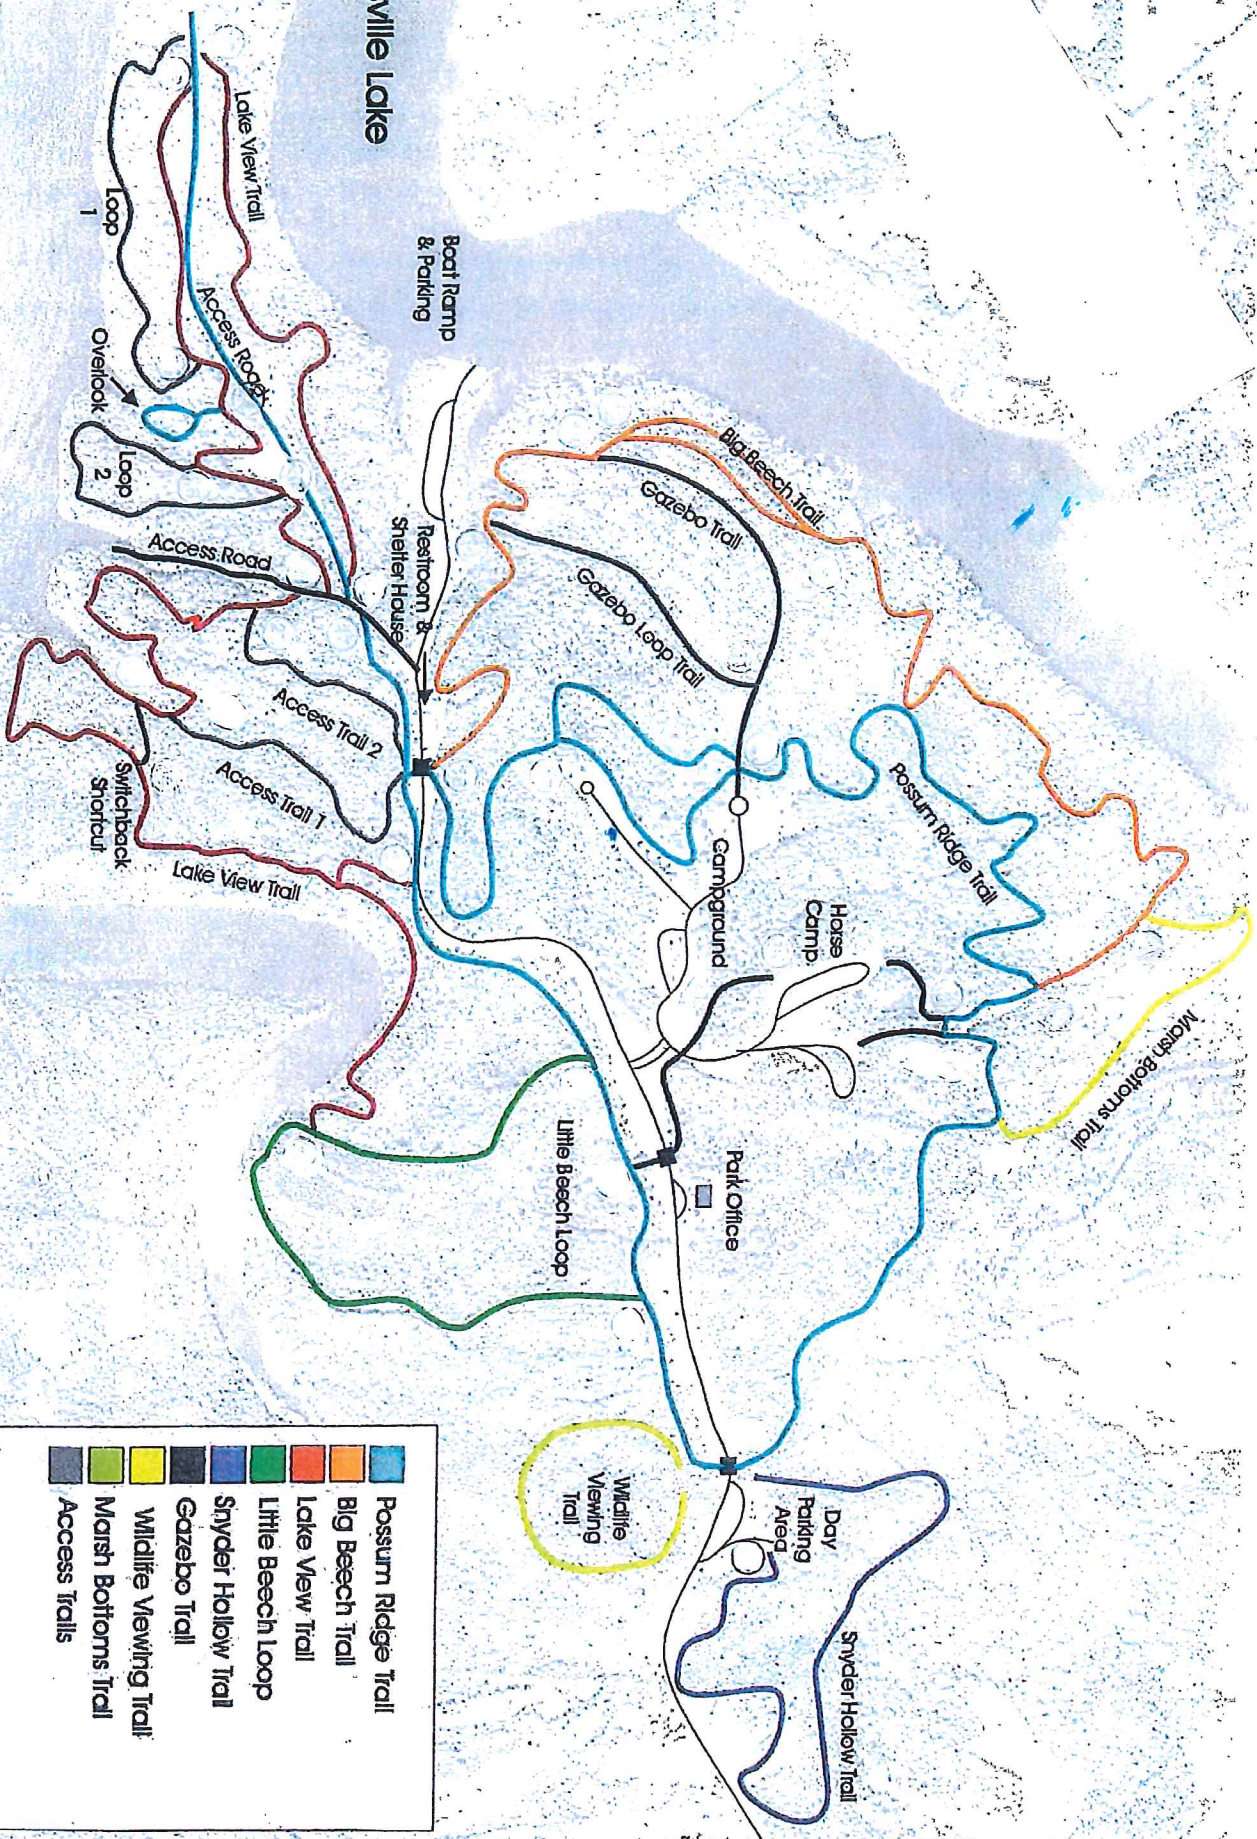 ville Lake
Lake View Trail
Loop
1
Boat Ramp
& Parking
Access Road
Overlook
Loop
2
Access Road
Restroom &
Shelter House
Big Beech Trail
Gazebo Trail
Gazebo Loop Trail
Access Trail 2
Access Trail 1
Switchback
Shortcut
Lake View Trail
Possum Ridge Trail
Campground
Horse
Camp
Marsh Bottoms Trail
Little Beech Loop
Park Office
Wildlife
Viewing
Trail
Day
Parking
Area
Snyder Hollow Trail
Possum Ridge Trail
Big Beech Trail
Lake View Trail
Little Beech Loop
Snyder Hollow Trail
Gazebo Trail
Wildlife Viewing Trail
Marsh Bottoms Trail
Access Trails